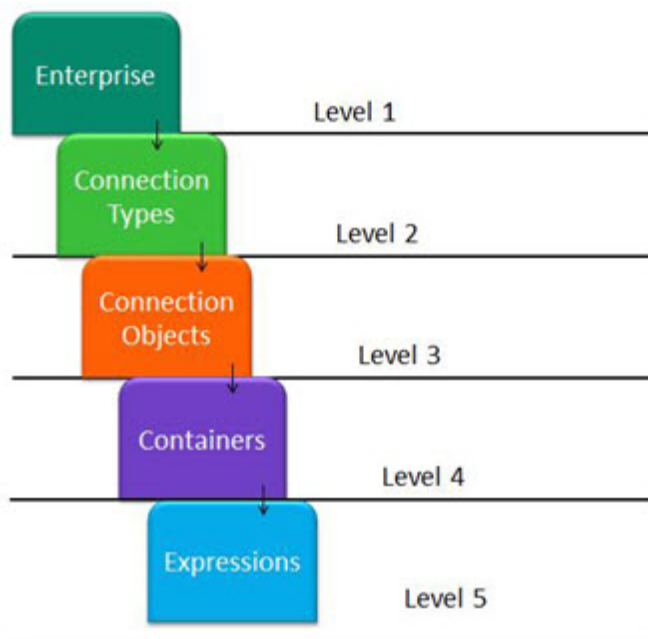 Enterprise
Level 1
Connection
Types
Level 2
Connection
Objects
Level 3
Containers
Level 4
Expressions
Level 5